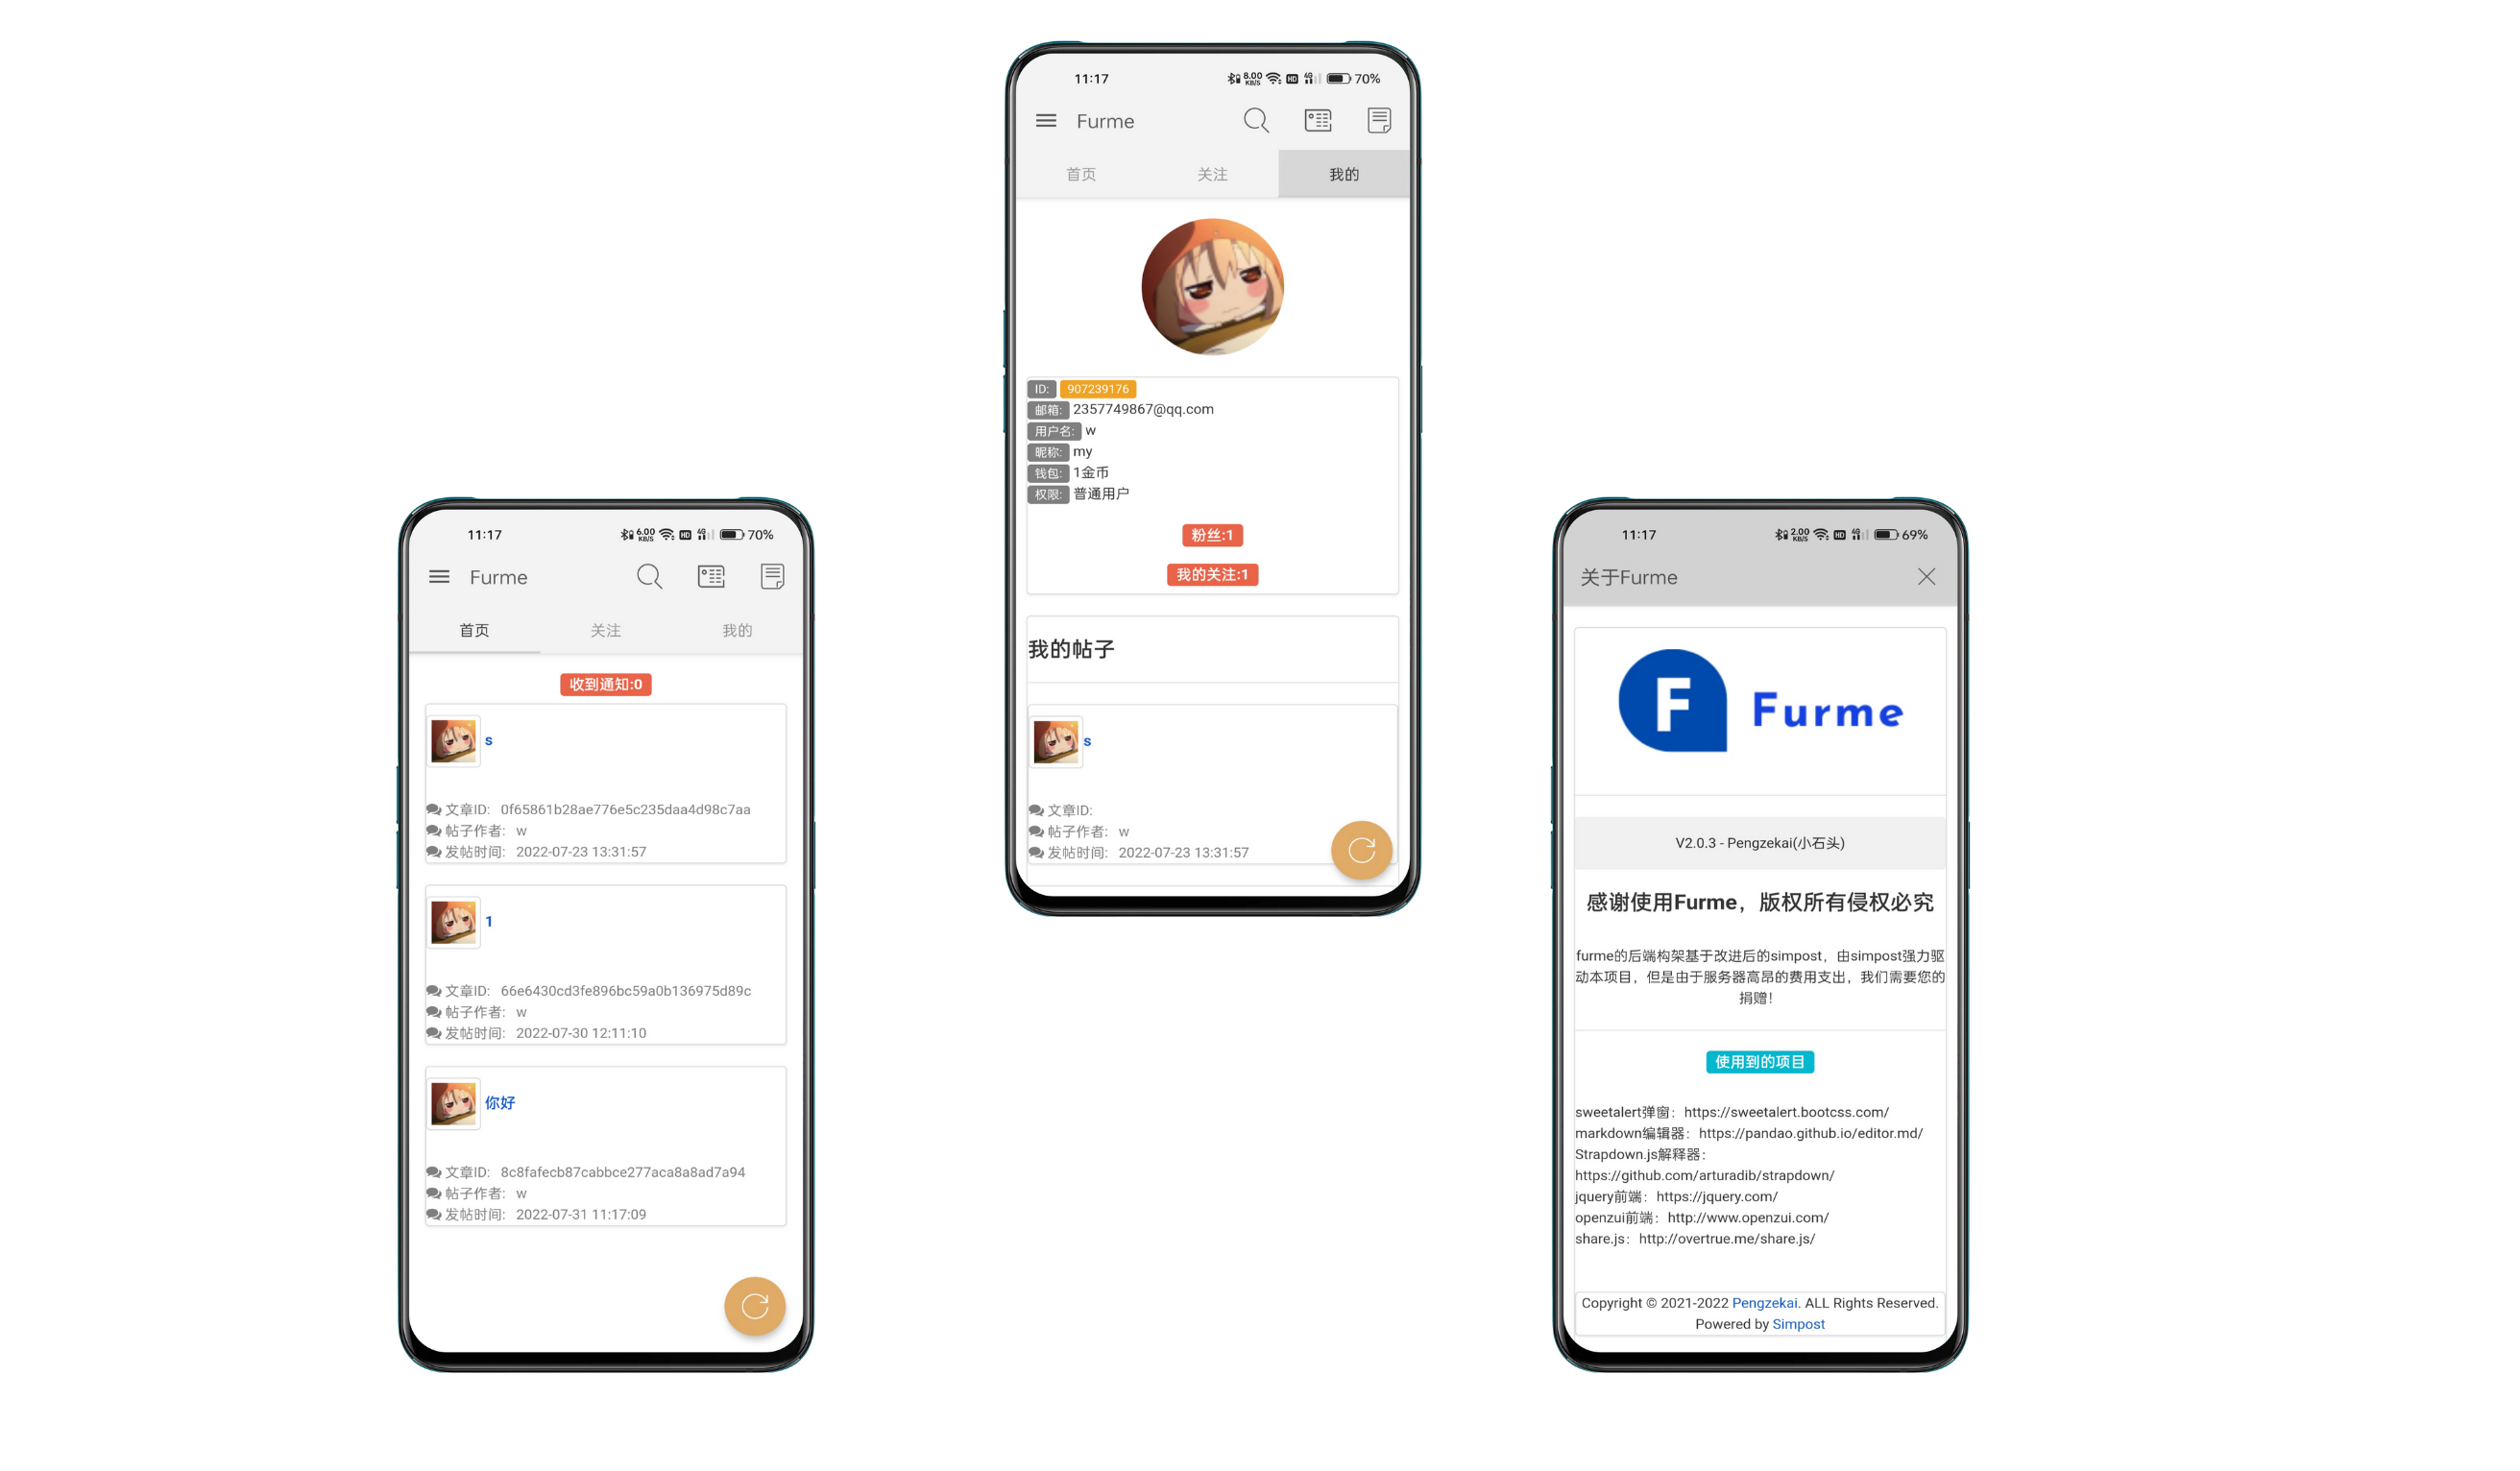 11:17
6.00 KB/S HD 4G 70%
Furme
首页 关注 我的
收到通知:0
s
文章ID: 0f65861b28ae776e5c235daa4d98c7aa
帖子作者: w
发帖时间: 2022-07-23 13:31:57
1
文章ID: 66e6430cd3fe896bc59a0b136975d89c
帖子作者: w
发帖时间: 2022-07-30 12:11:10
你好
文章ID: 8c8fafecb87cabbce277aca8a8ad7a94
帖子作者: w
发帖时间: 2022-07-31 11:17:09
11:17
8.00 KB/S HD 4G 70%
Furme
首页 关注 我的
ID: 907239176
邮箱: 2357749867@qq.com
用户名: w
昵称: my
钱包: 1金币
权限: 普通用户
粉丝:1
我的关注:1
我的帖子
s
文章ID:
帖子作者: w
发帖时间: 2022-07-23 13:31:57
11:17
2.00 KB/S HD 4G 69%
关于Furme
F Furme
V2.0.3 - Pengzekai(小石头)
感谢使用Furme，版权所有侵权必究
furme的后端构架基于改进后的simpost，由simpost强力驱
动本项目，但是由于服务器高昂的费用支出，我们需要您的
捐赠！
使用到的项目
sweetalert弹窗：https://sweetalert.bootcss.com/
markdown编辑器：https://pandao.github.io/editor.md/
Strapdown.js解释器：
https://github.com/arturadib/strapdown/
jquery前端：https://jquery.com/
openzui前端：http://www.openzui.com/
share.js：http://overtrue.me/share.js/
Copyright © 2021-2022 Pengzekai. ALL Rights Reserved.
Powered by Simpost